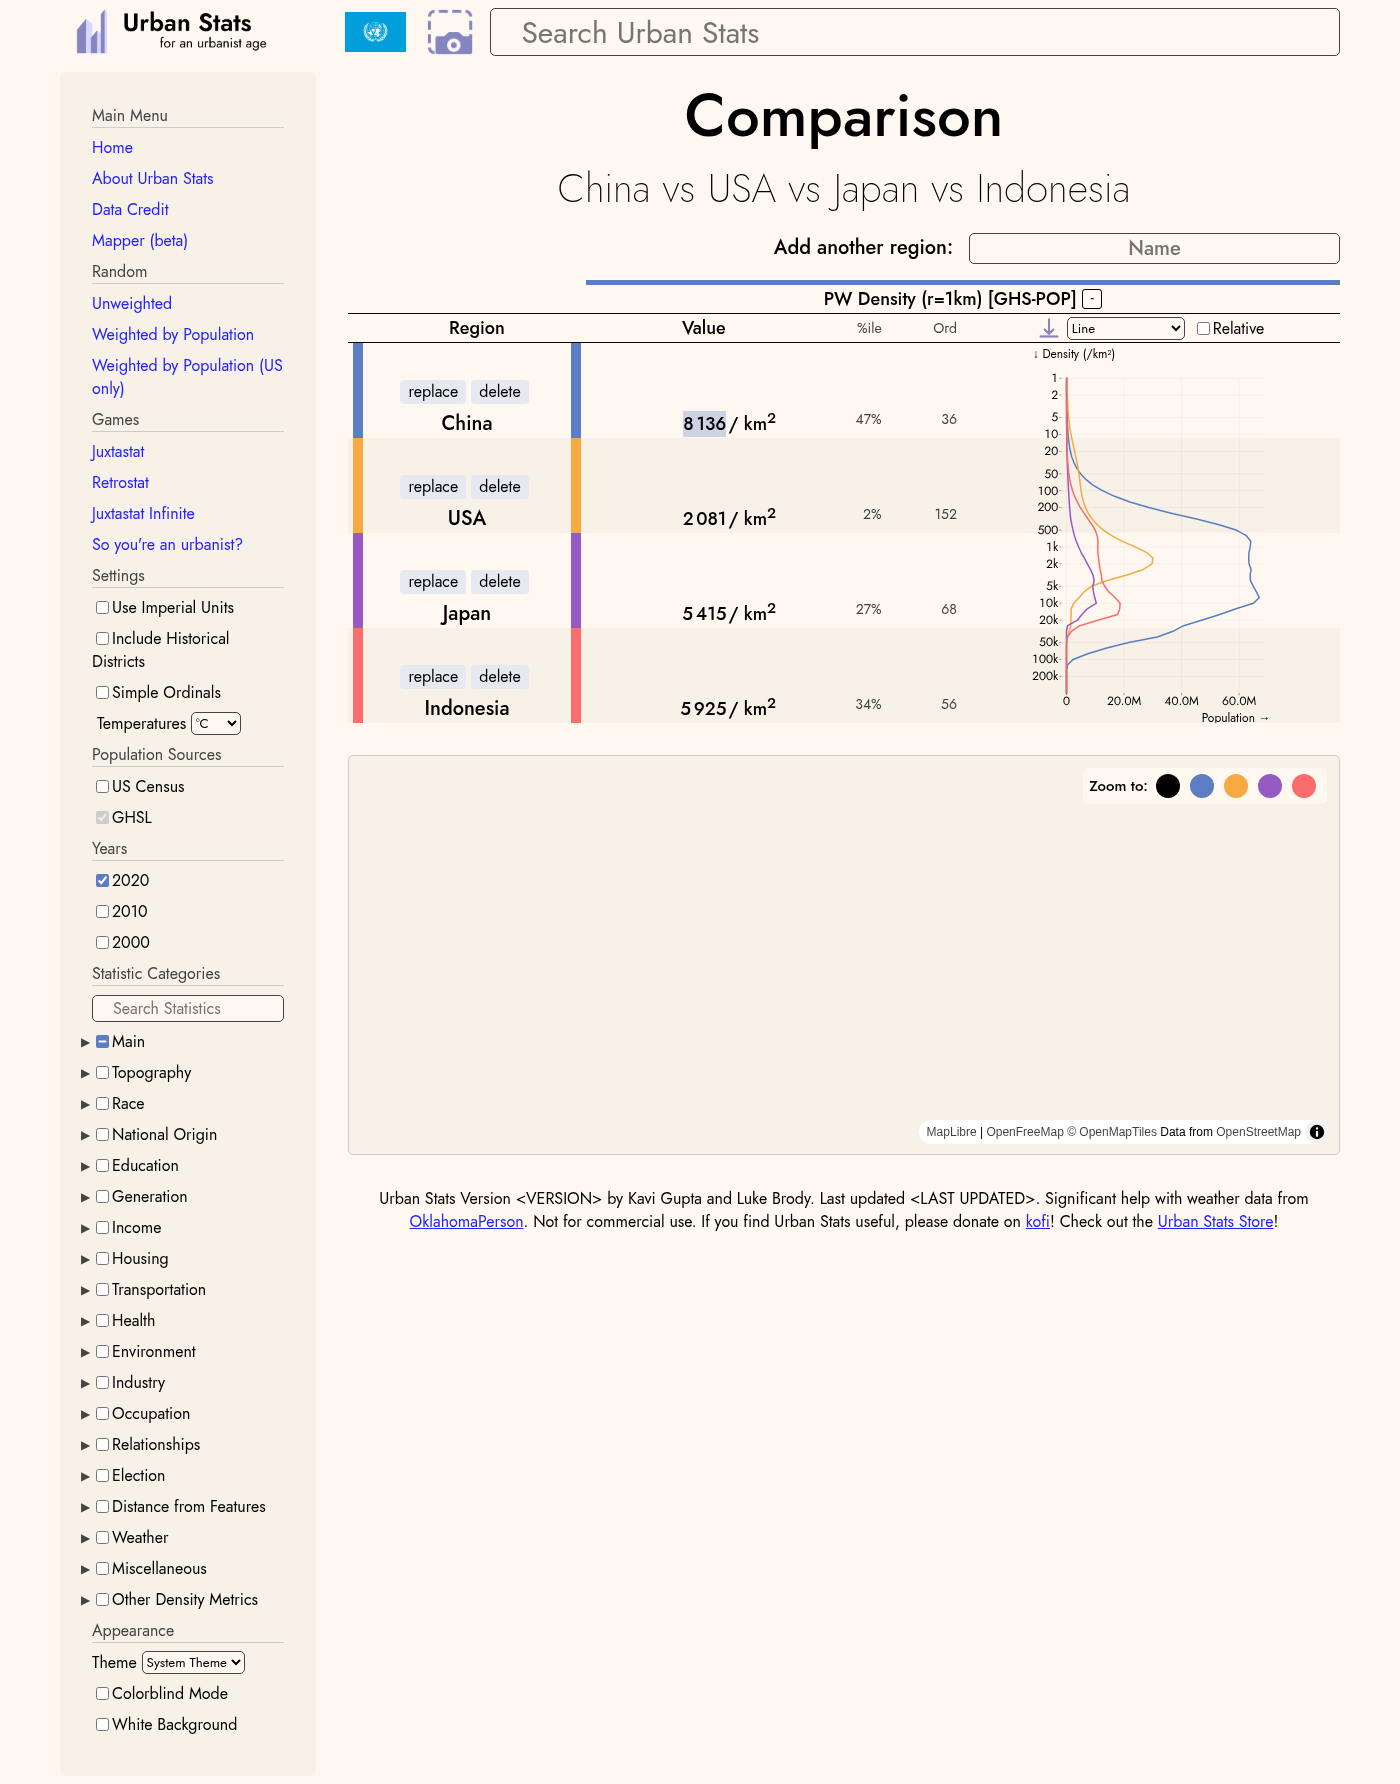 Urban Stats
for an urbanist age
Search Urban Stats
Main Menu
Home
About Urban Stats
Data Credit
Mapper (beta)
Random
Unweighted
Weighted by Population
Weighted by Population (US
only)
Games
Juxtastat
Retrostat
Juxtastat Infinite
So you're an urbanist?
Settings
Use Imperial Units
Include Historical
Districts
Simple Ordinals
Temperatures °C
Population Sources
US Census
GHSL
Years
2020
2010
2000
Statistic Categories
Search Statistics
Main
Topography
Race
National Origin
Education
Generation
Income
Housing
Transportation
Health
Environment
Industry
Occupation
Relationships
Election
Distance from Features
Weather
Miscellaneous
Other Density Metrics
Appearance
Theme System Theme
Colorblind Mode
White Background
Comparison
China vs USA vs Japan vs Indonesia
Add another region: Name
PW Density (r=1km) [GHS-POP] -
Region Value %ile Ord Line Relative
replace delete
China 8 136 / km² 47% 36
replace delete
USA 2 081 / km² 2% 152
replace delete
Japan 5 415 / km² 27% 68
replace delete
Indonesia 5 925 / km² 34% 56
↓ Density (/km²)
1
2
5
10
20
50
100
200
500
1k
2k
5k
10k
20k
50k
100k
200k
0 20.0M 40.0M 60.0M
Population →
Zoom to:
MapLibre | OpenFreeMap © OpenMapTiles Data from OpenStreetMap
Urban Stats Version <VERSION> by Kavi Gupta and Luke Brody. Last updated <LAST UPDATED>. Significant help with weather data from
OklahomaPerson. Not for commercial use. If you find Urban Stats useful, please donate on kofi! Check out the Urban Stats Store!